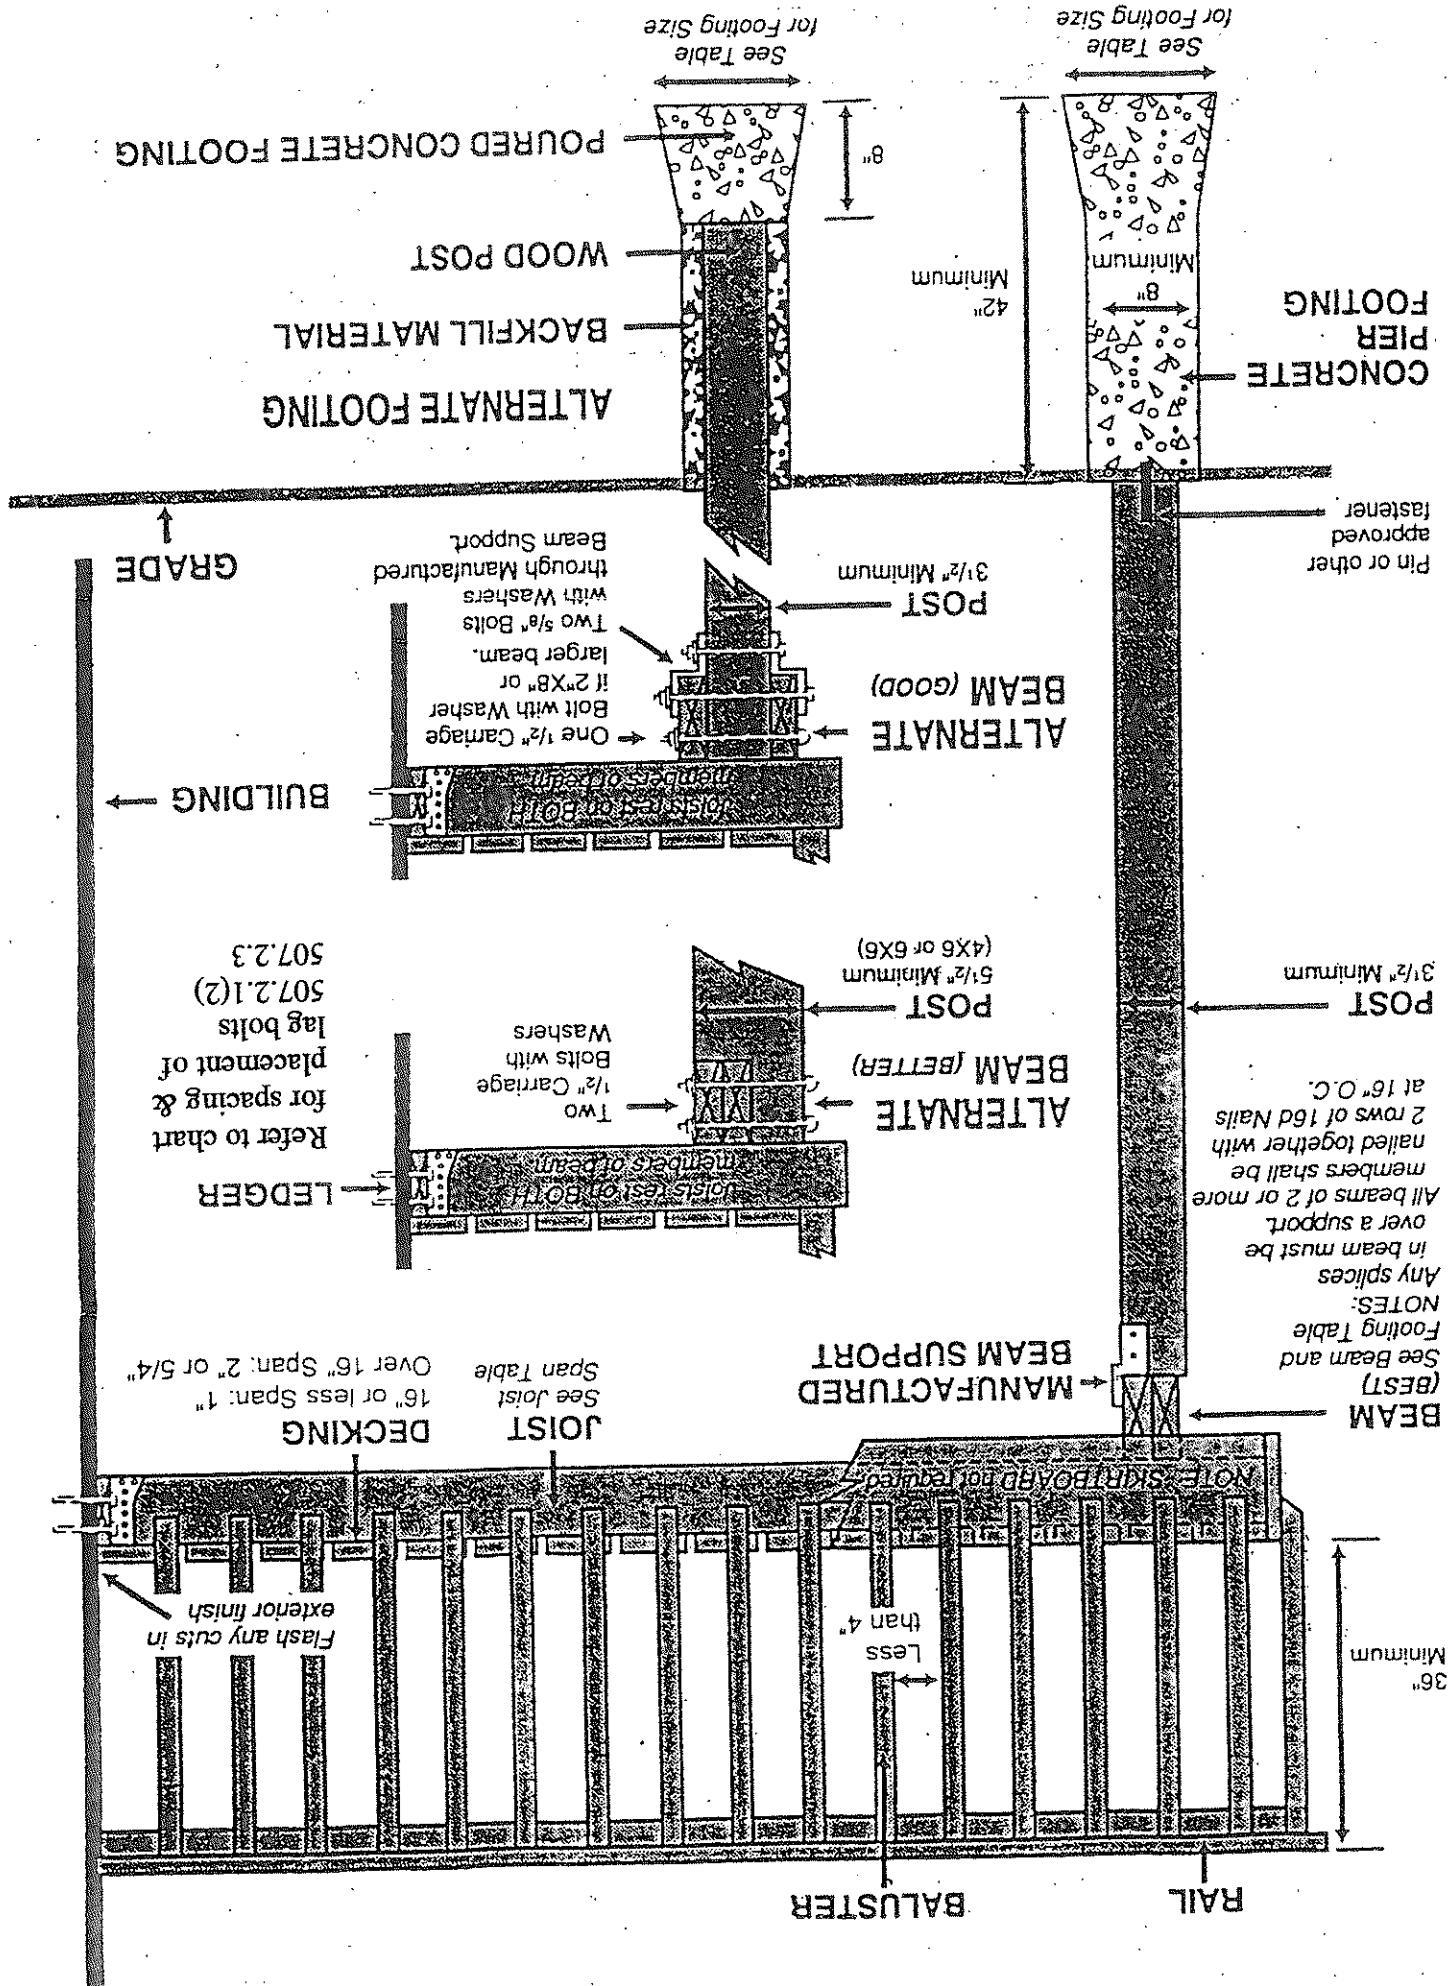 RAIL
BALUSTER
36"
Minimum
Less
than 4"
Flash any cuts in
exterior finish
NOTE: SKIRTBOARD not required
BEAM
(BEST)
See Beam and
Footing Table
NOTES:
Any splices
in beam must be
over a support.
All beams of 2 or more
members shall be
nailed together with
2 rows of 16d Nails
at 16" O.C.
MANUFACTURED
BEAM SUPPORT
JOIST
See Joist
Span Table
DECKING
16" or less Span: 1"
Over 16" Span: 2" or 5/4"
POST
3½" Minimum
Joists rest on BOTH
members of beam
LEDGER
Refer to chart
for spacing &
placement of
lag bolts
507.2.1(2)
507.2.3
ALTERNATE
BEAM (BETTER)
Two
½" Carriage
Bolts with
Washers
POST
5½" Minimum
(4X6 or 6X6)
Joists rest on BOTH
members of beam
BUILDING
ALTERNATE
BEAM (GOOD)
One ½" Carriage
Bolt with Washer
if 2"X8" or
larger beam.
Two ⅝" Bolts
with Washers
through Manufactured
Beam Support.
POST
3½" Minimum
Pin or other
approved
fastener
GRADE
CONCRETE
PIER
FOOTING
8"
Minimum
42"
Minimum
ALTERNATE FOOTING
BACKFILL MATERIAL
WOOD POST
8"
POURED CONCRETE FOOTING
See Table
for Footing Size
See Table
for Footing Size